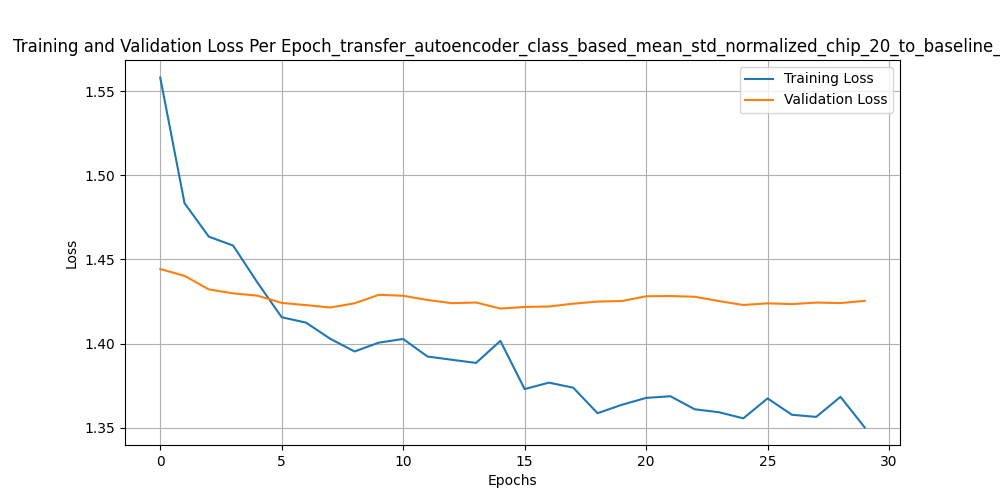 Training and Validation Loss Per Epoch_transfer_autoencoder_class_based_mean_std_normalized_chip_20_to_baseline_
Training Loss
Validation Loss
1.55
1.50
1.45
1.40
1.35
Loss
0 5 10 15 20 25 30
Epochs